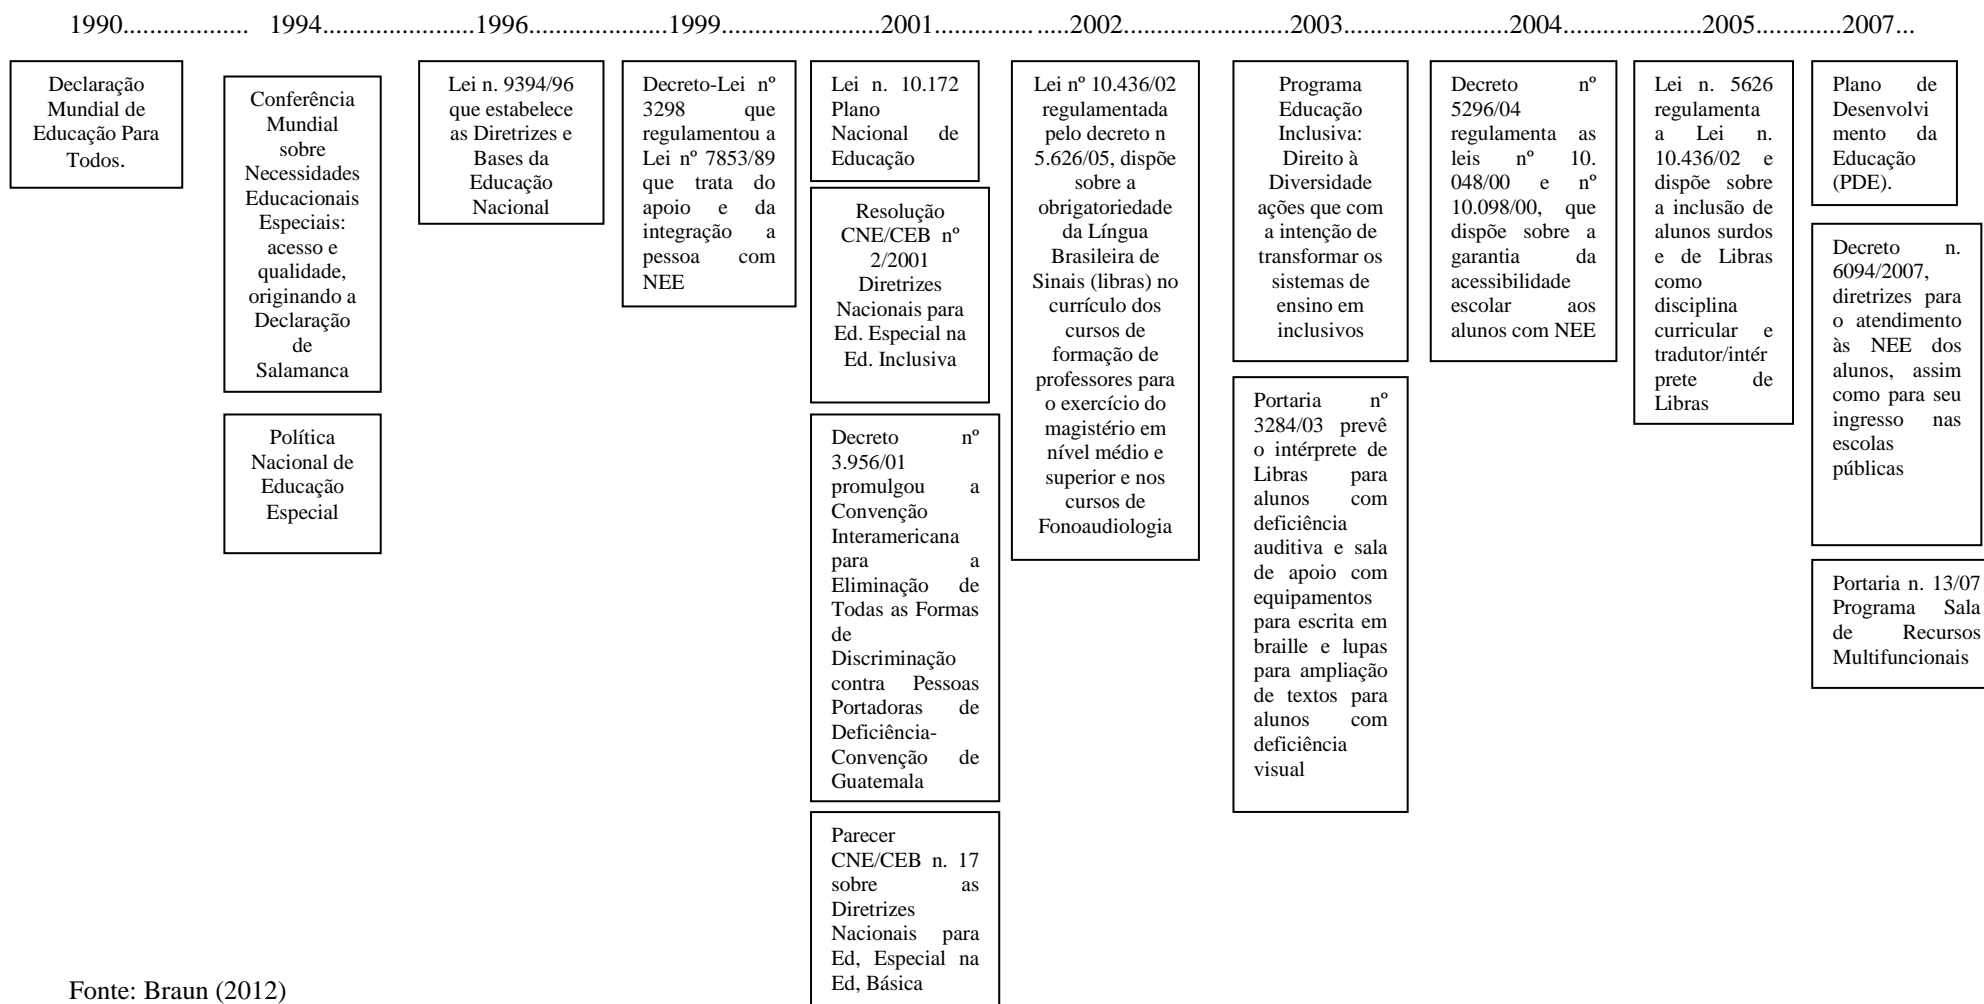 1990.................. 1994.......................1996.....................1999........................2001............... .....2002.............................2003.........................2004.....................2005.............2007...
Declaração
Mundial de
Educação Para
Todos.
Conferência
Mundial
sobre
Necessidades
Educacionais
Especiais:
acesso e
qualidade,
originando a
Declaração
de
Salamanca
Política
Nacional de
Educação
Especial
Lei n. 9394/96
que estabelece
as Diretrizes e
Bases da
Educação
Nacional
Decreto-Lei nº
3298 que
regulamentou a
Lei nº 7853/89
que trata do
apoio e da
integração a
pessoa com
NEE
Lei n. 10.172
Plano
Nacional de
Educação
Resolução
CNE/CEB nº
2/2001
Diretrizes
Nacionais para
Ed. Especial na
Ed. Inclusiva
Decreto nº
3.956/01
promulgou a
Convenção
Interamericana
para a
Eliminação de
Todas as Formas
de
Discriminação
contra Pessoas
Portadoras de
Deficiência-
Convenção de
Guatemala
Parecer
CNE/CEB n. 17
sobre as
Diretrizes
Nacionais para
Ed, Especial na
Ed, Básica
Lei nº 10.436/02
regulamentada
pelo decreto n
5.626/05, dispõe
sobre a
obrigatoriedade
da Língua
Brasileira de
Sinais (libras) no
currículo dos
cursos de
formação de
professores para
o exercício do
magistério em
nível médio e
superior e nos
cursos de
Fonoaudiologia
Programa
Educação
Inclusiva:
Direito à
Diversidade
ações que com
a intenção de
transformar os
sistemas de
ensino em
inclusivos
Portaria nº
3284/03 prevê
o intérprete de
Libras para
alunos com
deficiência
auditiva e sala
de apoio com
equipamentos
para escrita em
braille e lupas
para ampliação
de textos para
alunos com
deficiência
visual
Decreto nº
5296/04
regulamenta as
leis nº 10.
048/00 e nº
10.098/00, que
dispõe sobre a
garantia da
acessibilidade
escolar aos
alunos com NEE
Lei n. 5626
regulamenta
a Lei n.
10.436/02 e
dispõe sobre
a inclusão de
alunos surdos
e de Libras
como
disciplina
curricular e
tradutor/intér
prete de
Libras
Plano de
Desenvolvi
mento da
Educação
(PDE).
Decreto n.
6094/2007,
diretrizes para
o atendimento
às NEE dos
alunos, assim
como para seu
ingresso nas
escolas
públicas
Portaria n. 13/07
Programa Sala
de Recursos
Multifuncionais
Fonte: Braun (2012)